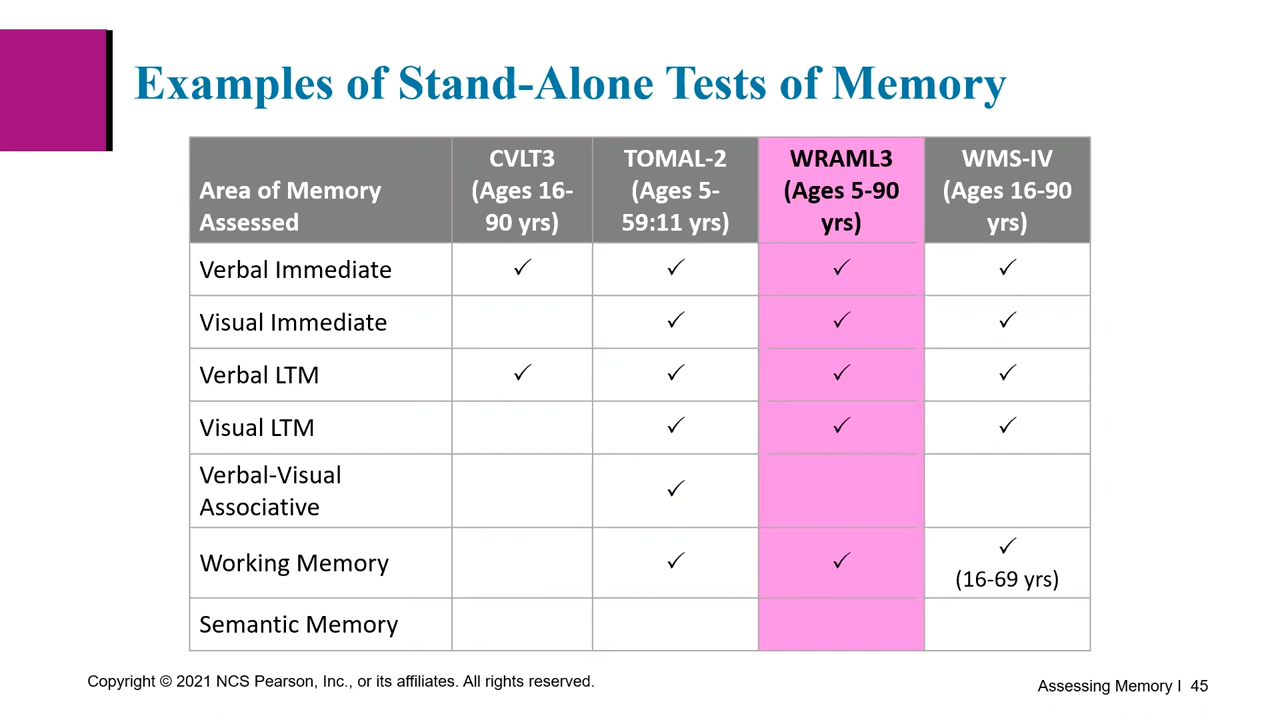 Examples of Stand-Alone Tests of Memory
Area of Memory
Assessed
CVLT3
(Ages 16-
90 yrs)
TOMAL-2
(Ages 5-
59:11 yrs)
WRAML3
(Ages 5-90
yrs)
WMS-IV
(Ages 16-90
yrs)
Verbal Immediate ✓ ✓ ✓ ✓
Visual Immediate ✓ ✓ ✓
Verbal LTM ✓ ✓ ✓ ✓
Visual LTM ✓ ✓ ✓
Verbal-Visual
Associative
✓
Working Memory ✓ ✓ ✓
(16-69 yrs)
Semantic Memory
Copyright © 2021 NCS Pearson, Inc., or its affiliates. All rights reserved.
Assessing Memory I 45